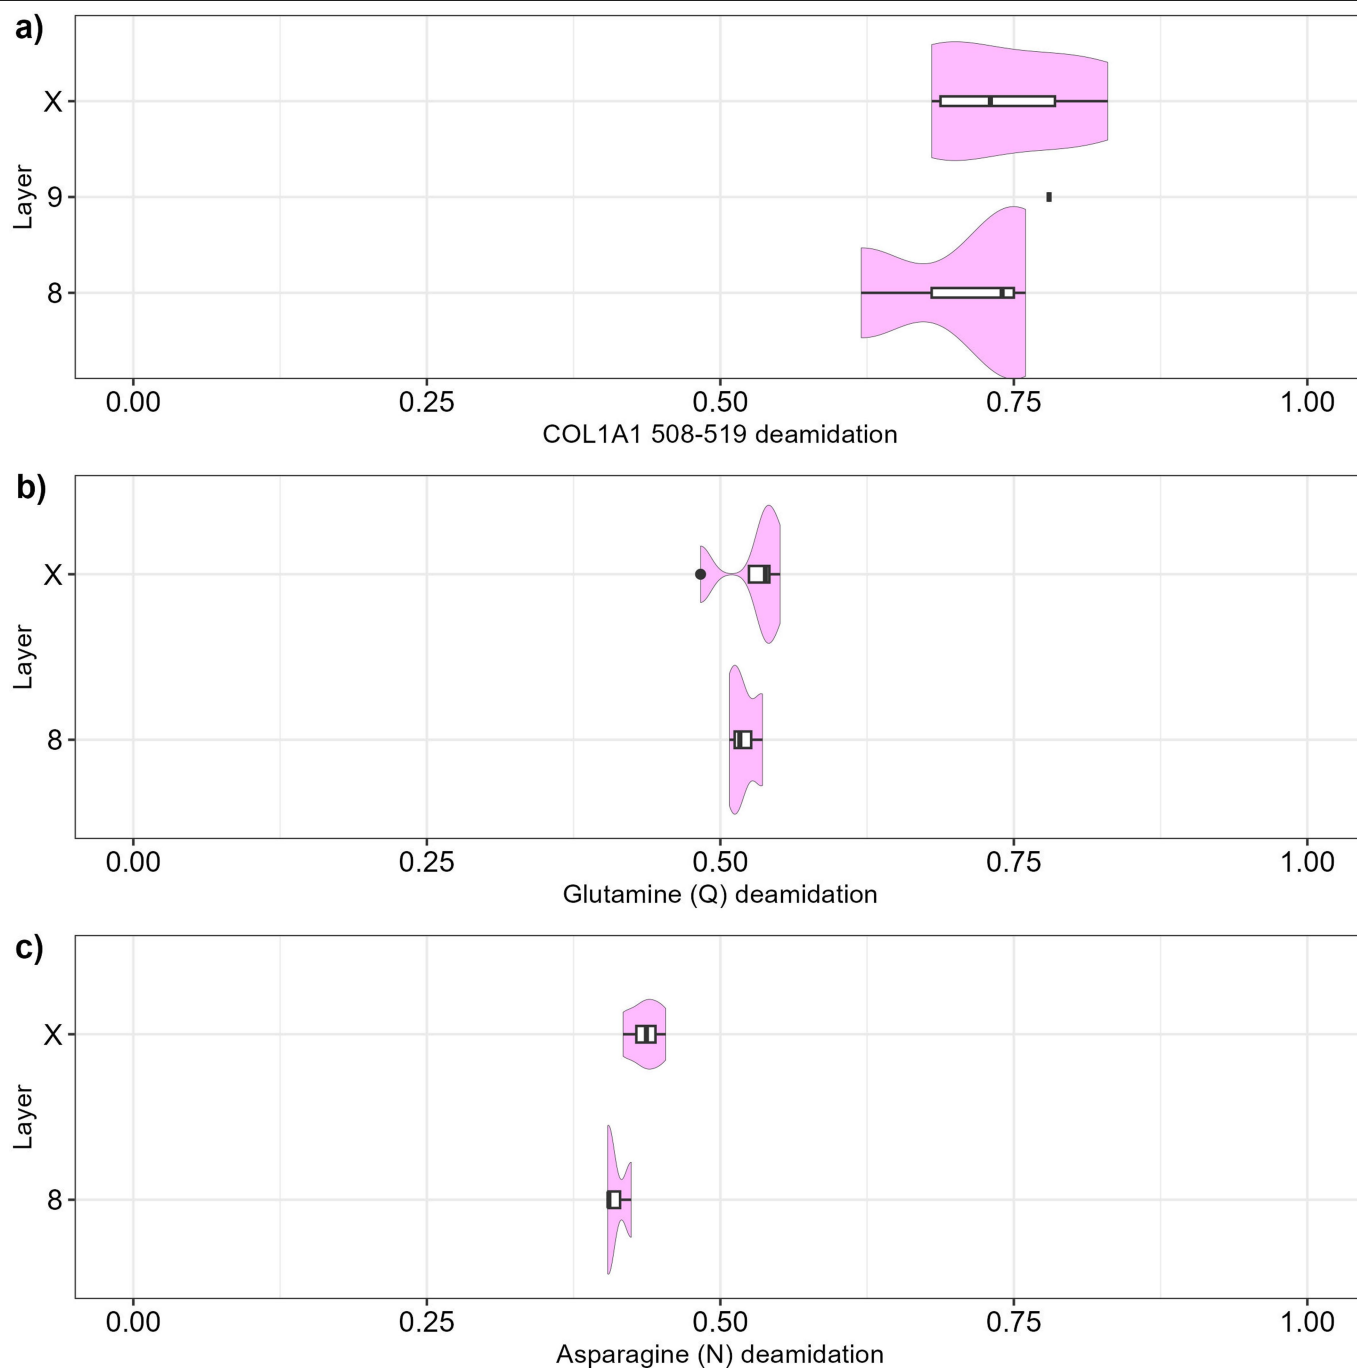 a)
Layer
X
9
8
0.00 0.25 0.50 0.75 1.00
COL1A1 508-519 deamidation
b)
Layer
X
8
0.00 0.25 0.50 0.75 1.00
Glutamine (Q) deamidation
c)
Layer
X
8
0.00 0.25 0.50 0.75 1.00
Asparagine (N) deamidation